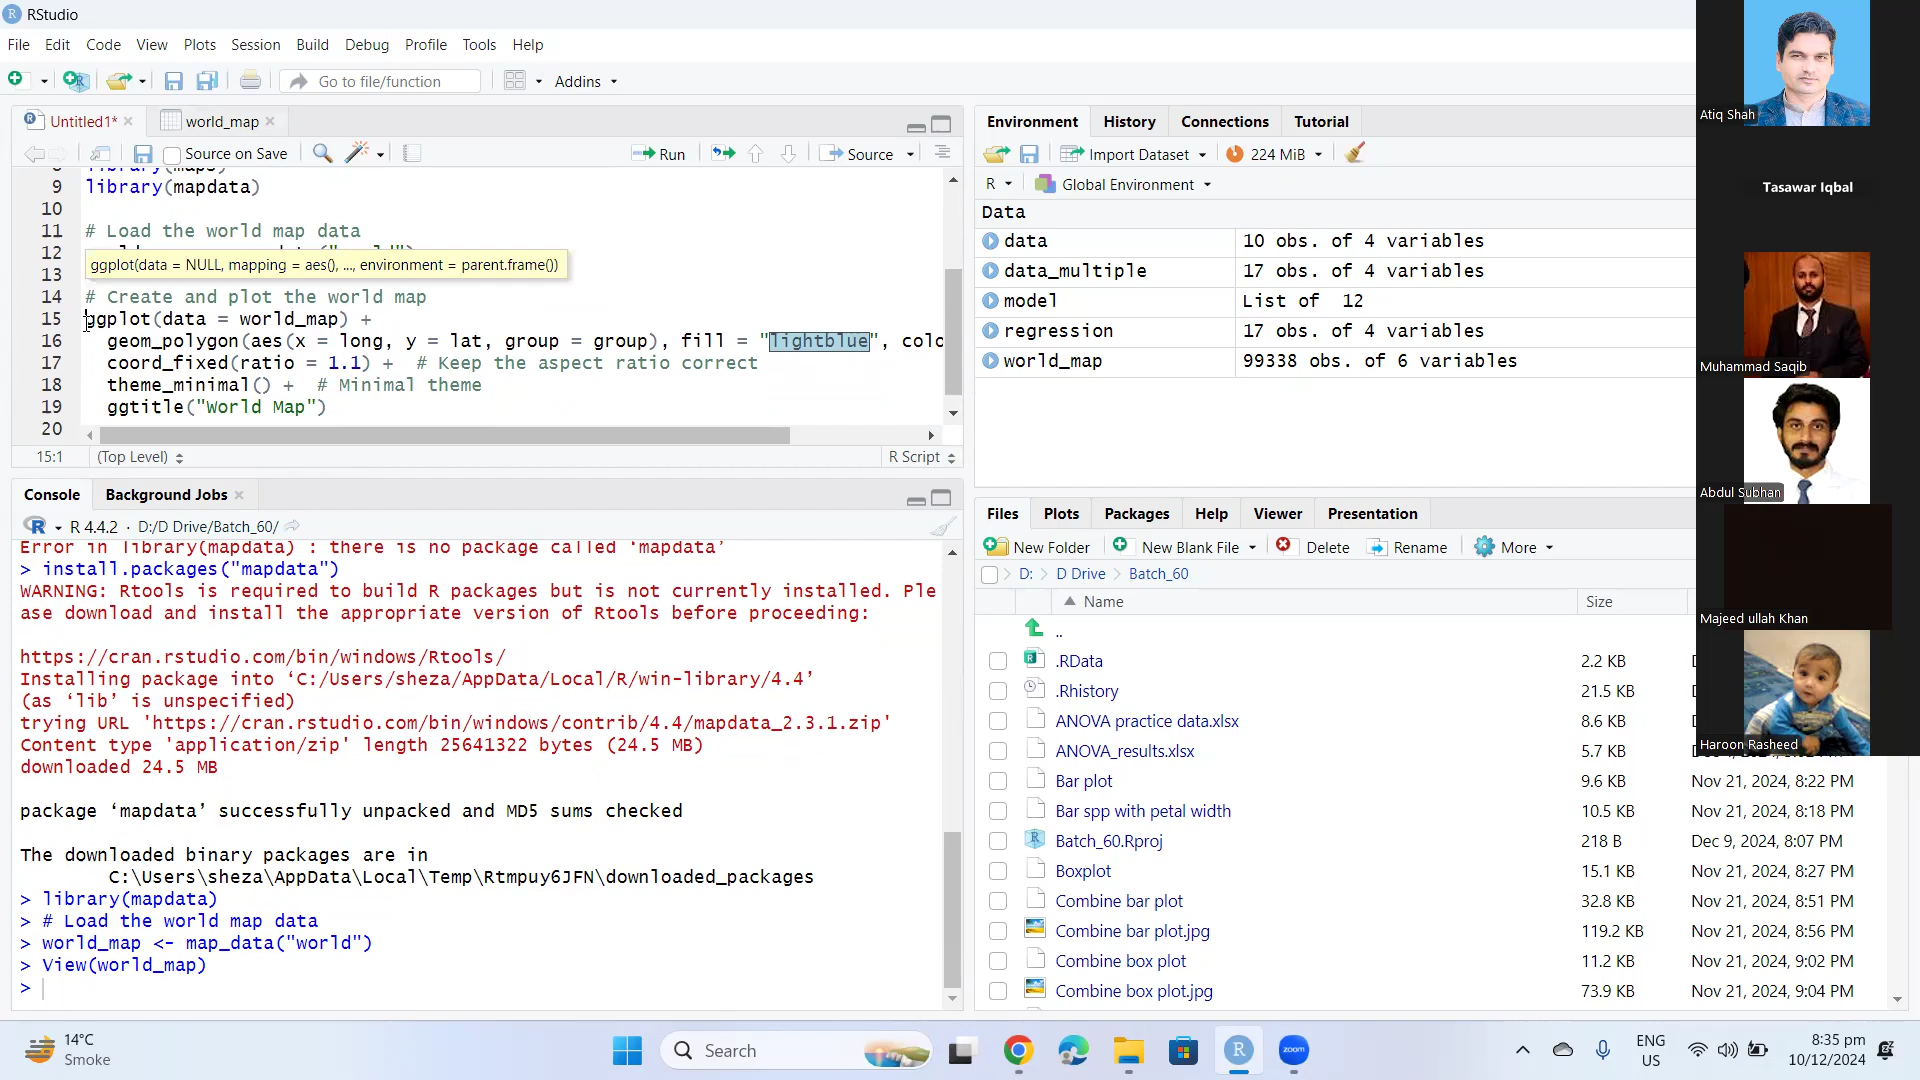 RStudio
File Edit Code View Plots Session Build Debug Profile Tools Help
Go to file/function Addins
Untitled1* world_map
Source on Save Run Source
9 library(mapdata)
10
11 # Load the world map data
12
ggplot(data = NULL, mapping = aes(), ..., environment = parent.frame())
13
14 # Create and plot the world map
15 ggplot(data = world_map) +
16 geom_polygon(aes(x = long, y = lat, group = group), fill = "lightblue", colo
17 coord_fixed(ratio = 1.1) + # Keep the aspect ratio correct
18 theme_minimal() + # Minimal theme
19 ggtitle("World Map")
20
15:1 (Top Level) R Script
Console Background Jobs
R 4.4.2 · D:/D Drive/Batch_60/
Error in library(mapdata) : there is no package called ‘mapdata’
> install.packages("mapdata")
WARNING: Rtools is required to build R packages but is not currently installed. Ple
ase download and install the appropriate version of Rtools before proceeding:
https://cran.rstudio.com/bin/windows/Rtools/
Installing package into ‘C:/Users/sheza/AppData/Local/R/win-library/4.4’
(as ‘lib’ is unspecified)
trying URL 'https://cran.rstudio.com/bin/windows/contrib/4.4/mapdata_2.3.1.zip'
Content type 'application/zip' length 25641322 bytes (24.5 MB)
downloaded 24.5 MB
package ‘mapdata’ successfully unpacked and MD5 sums checked
The downloaded binary packages are in
C:\Users\sheza\AppData\Local\Temp\Rtmpuy6JFN\downloaded_packages
> library(mapdata)
> # Load the world map data
> world_map <- map_data("world")
> View(world_map)
>
Environment History Connections Tutorial
Import Dataset 224 MiB
R Global Environment
Data
data 10 obs. of 4 variables
data_multiple 17 obs. of 4 variables
model List of 12
regression 17 obs. of 4 variables
world_map 99338 obs. of 6 variables
Files Plots Packages Help Viewer Presentation
New Folder New Blank File Delete Rename More
D: D Drive Batch_60
Name Size
..
.RData 2.2 KB
.Rhistory 21.5 KB
ANOVA practice data.xlsx 8.6 KB
ANOVA_results.xlsx 5.7 KB
Bar plot 9.6 KB Nov 21, 2024, 8:22 PM
Bar spp with petal width 10.5 KB Nov 21, 2024, 8:18 PM
Batch_60.Rproj 218 B Dec 9, 2024, 8:07 PM
Boxplot 15.1 KB Nov 21, 2024, 8:27 PM
Combine bar plot 32.8 KB Nov 21, 2024, 8:51 PM
Combine bar plot.jpg 119.2 KB Nov 21, 2024, 8:56 PM
Combine box plot 11.2 KB Nov 21, 2024, 9:02 PM
Combine box plot.jpg 73.9 KB Nov 21, 2024, 9:04 PM
Atiq Shah
Tasawar Iqbal
Muhammad Saqib
Abdul Subhan
Majeed ullah Khan
Haroon Rasheed
14°C
Smoke
Search
zoom
ENG
US
8:35 pm
10/12/2024